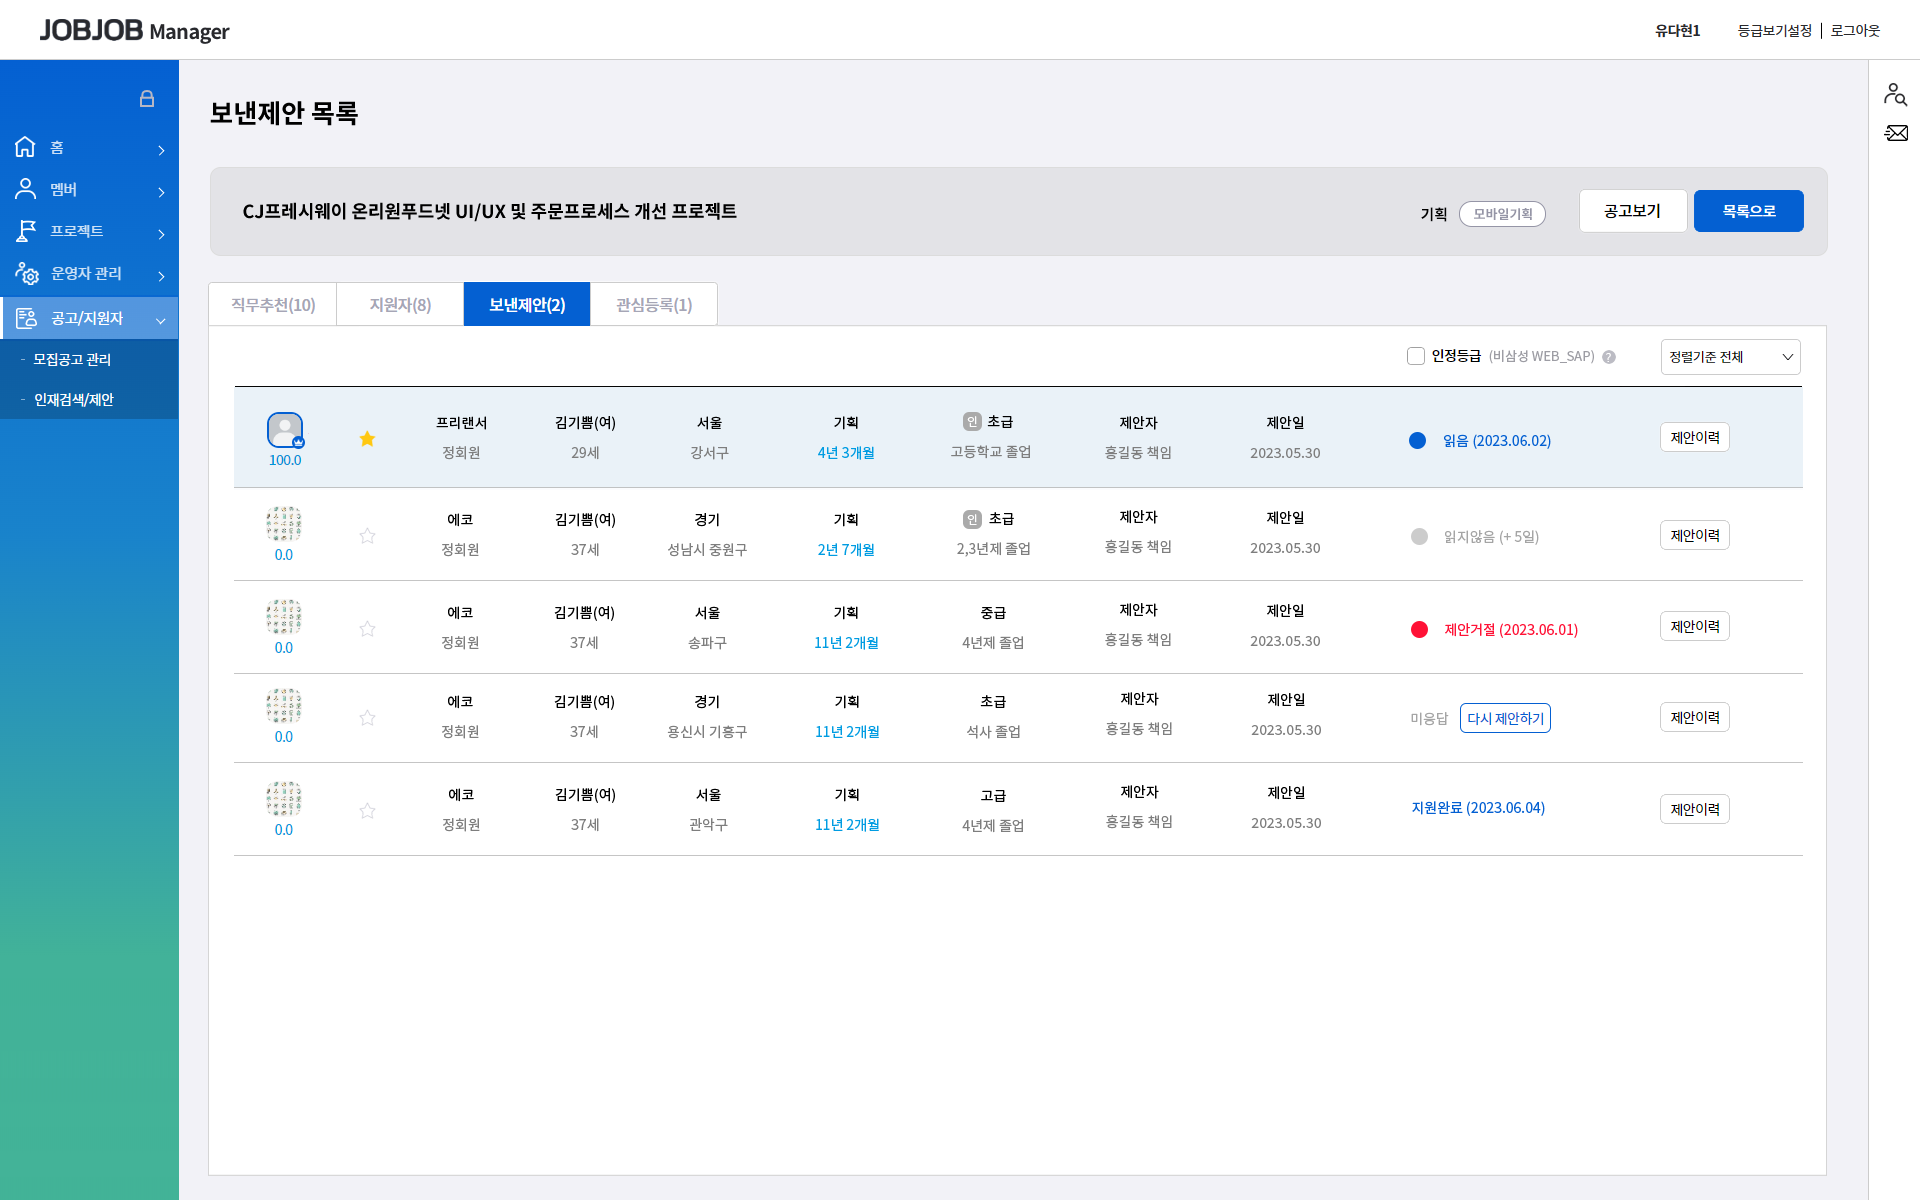 JOBJOB Manager
유다현1
등급보기설정
로그아웃
홈
멤버
프로젝트
운영자 관리
공고/지원자
- 모집공고 관리
- 인재검색/제안
보낸제안 목록
CJ프레시웨이 온리원푸드넷 UI/UX 및 주문프로세스 개선 프로젝트
기획
모바일기획
공고보기
목록으로
직무추천(10)
지원자(8)
보낸제안(2)
관심등록(1)
인정등급 (비삼성 WEB_SAP) ?
정렬기준 전체
프리랜서 김기쁨(여) 서울 기획 인 초급 제안자 제안일
100.0 정회원 29세 강서구 4년 3개월 고등학교 졸업 홍길동 책임 2023.05.30
읽음 (2023.06.02) 제안이력
에코 김기쁨(여) 경기 기획 인 초급 제안자 제안일
0.0 정회원 37세 성남시 중원구 2년 7개월 2,3년제 졸업 홍길동 책임 2023.05.30
읽지않음 (+ 5일) 제안이력
에코 김기쁨(여) 서울 기획 중급 제안자 제안일
0.0 정회원 37세 송파구 11년 2개월 4년제 졸업 홍길동 책임 2023.05.30
제안거절 (2023.06.01) 제안이력
에코 김기쁨(여) 경기 기획 초급 제안자 제안일
0.0 정회원 37세 용신시 기흥구 11년 2개월 석사 졸업 홍길동 책임 2023.05.30
미응답 다시 제안하기 제안이력
에코 김기쁨(여) 서울 기획 고급 제안자 제안일
0.0 정회원 37세 관악구 11년 2개월 4년제 졸업 홍길동 책임 2023.05.30
지원완료 (2023.06.04) 제안이력